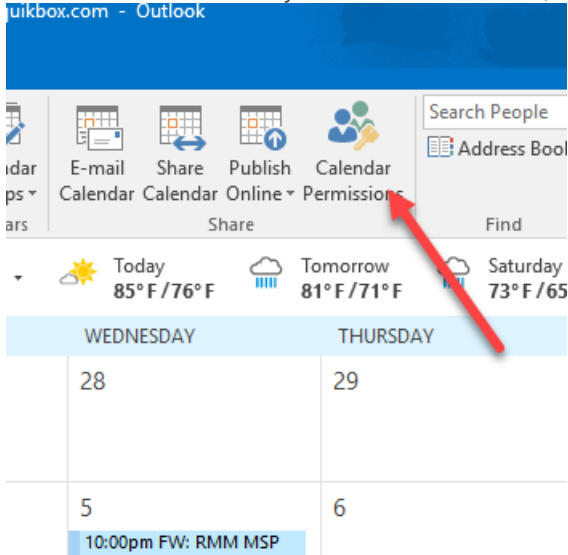 uikbox.com - Outlook
Search People
Address Bool
dar
E-mail Share Publish Calendar
ps Calendar Calendar Online Permissions
ars Share Find
Today Tomorrow Saturday
85° F / 76° F 81° F / 71° F 73° F / 65
WEDNESDAY THURSDAY
28 29
5 6
10:00pm FW: RMM MSP